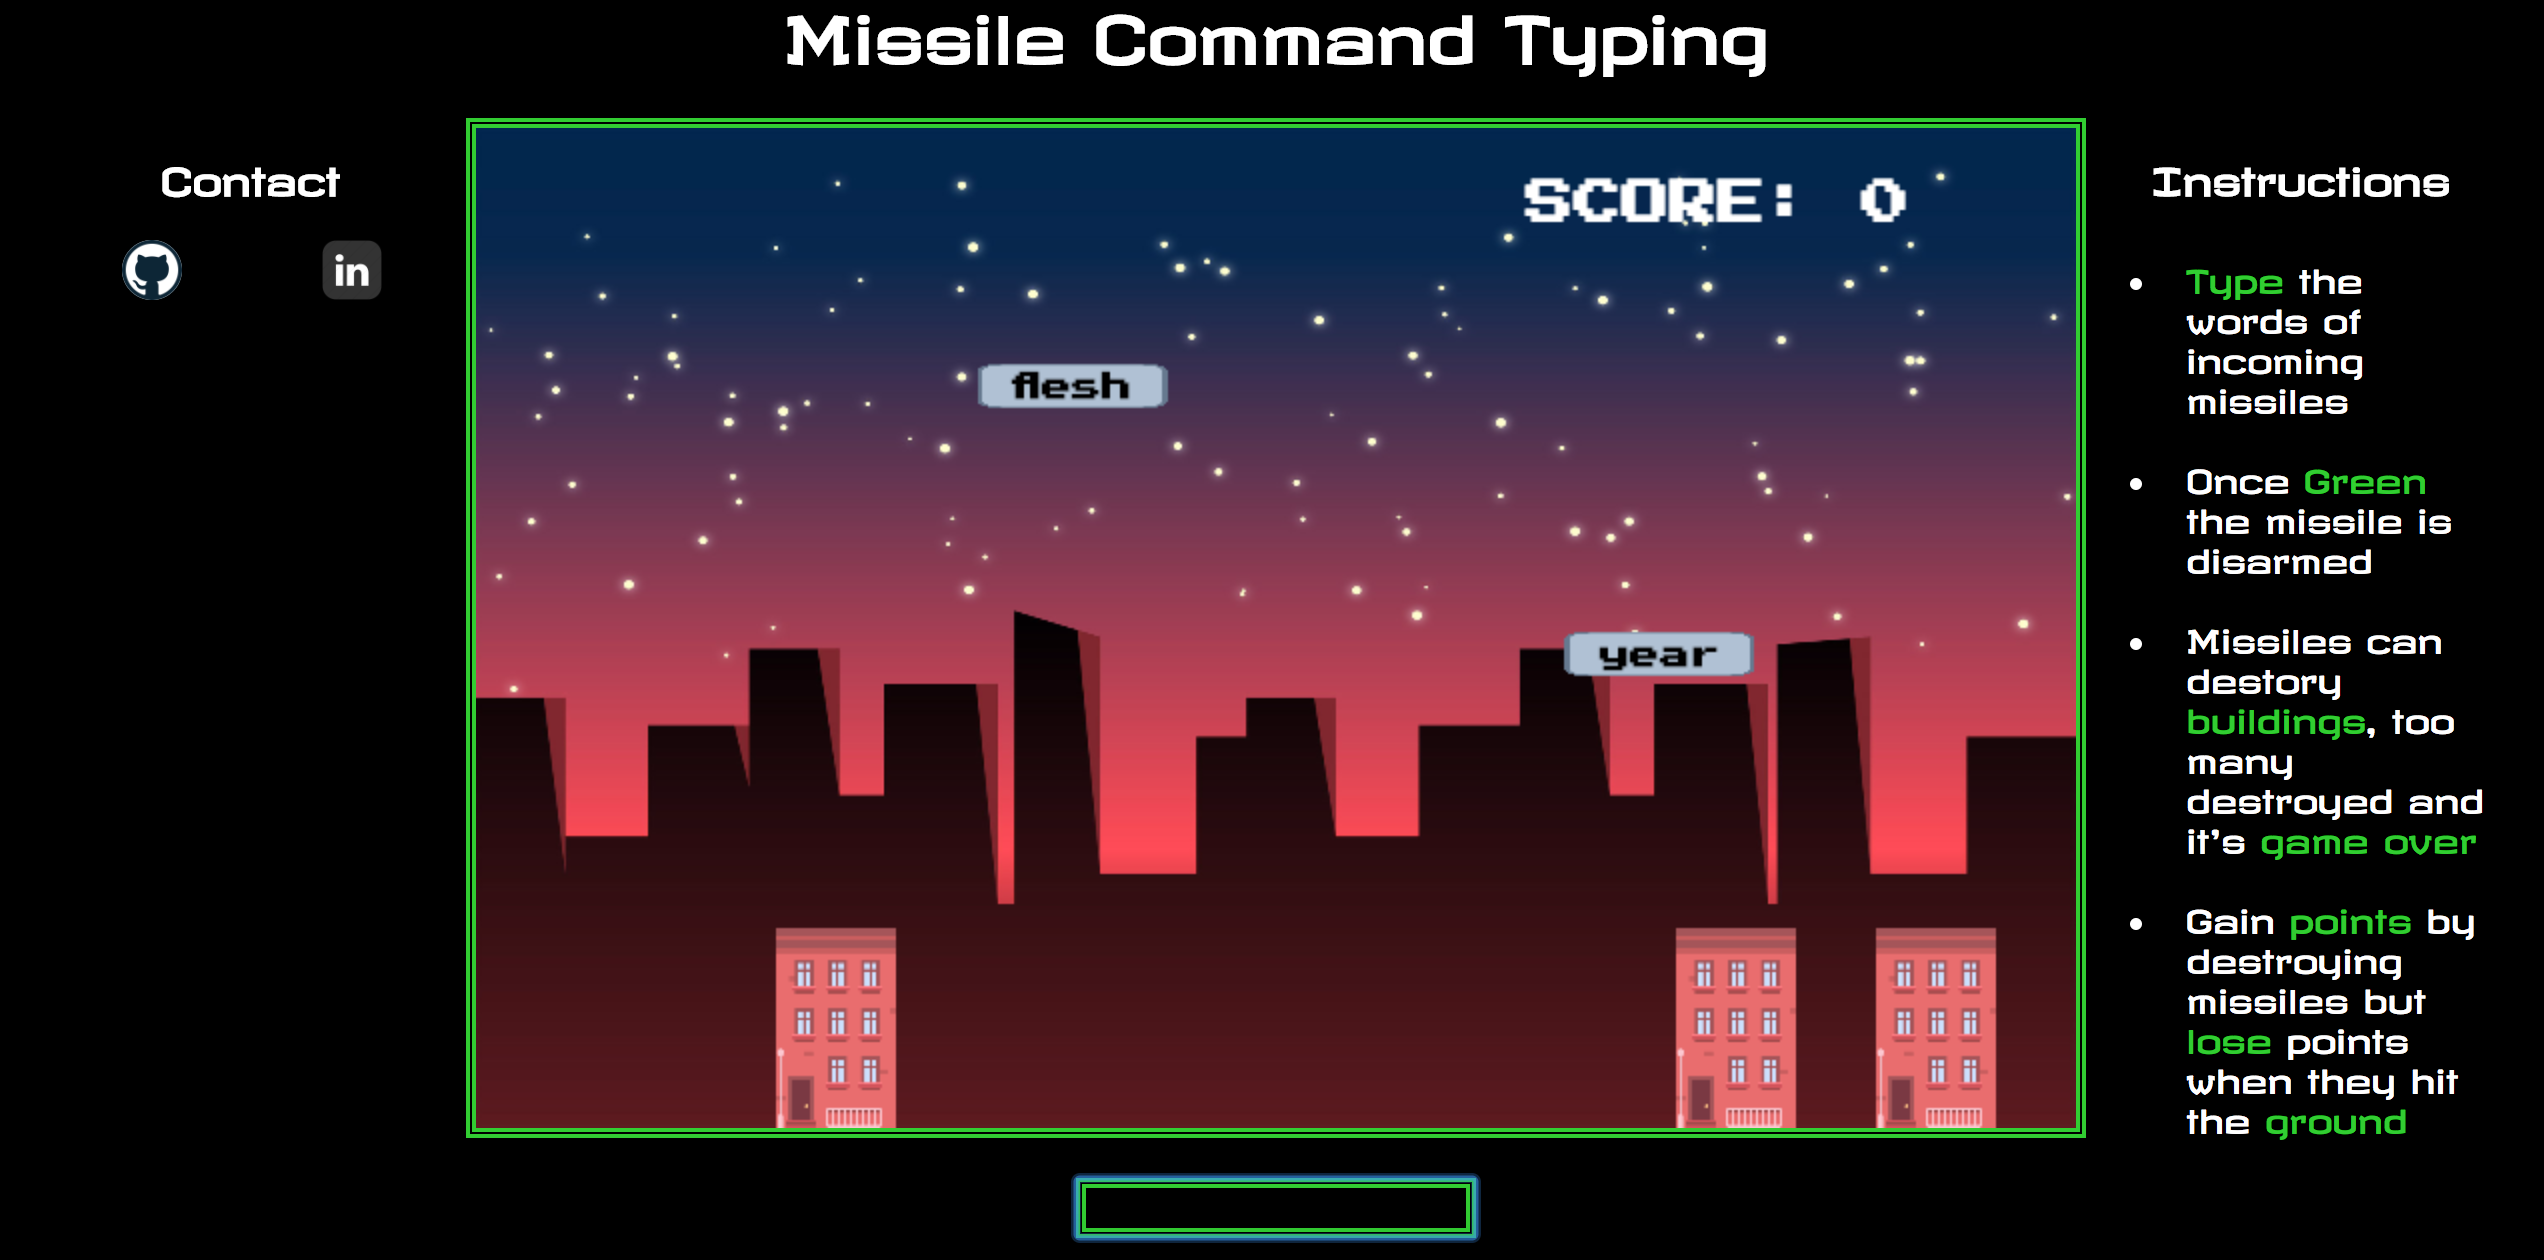 Missile Command Typing
Contact
in
SCORE: 0
flesh
year
Instructions
Type the
words of
incoming
missiles
Once Green
the missile is
disarmed
Missiles can
destory
buildings, too
many
destroyed and
it's game over
Gain points by
destroying
missiles but
lose points
when they hit
the ground